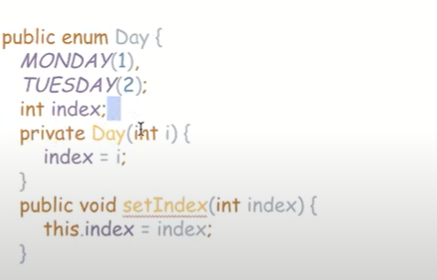 public enum Day {
MONDAY(1),
TUESDAY(2);
int index;
private Day(int i) {
index = i;
}
public void setIndex(int index) {
this.index = index;
}